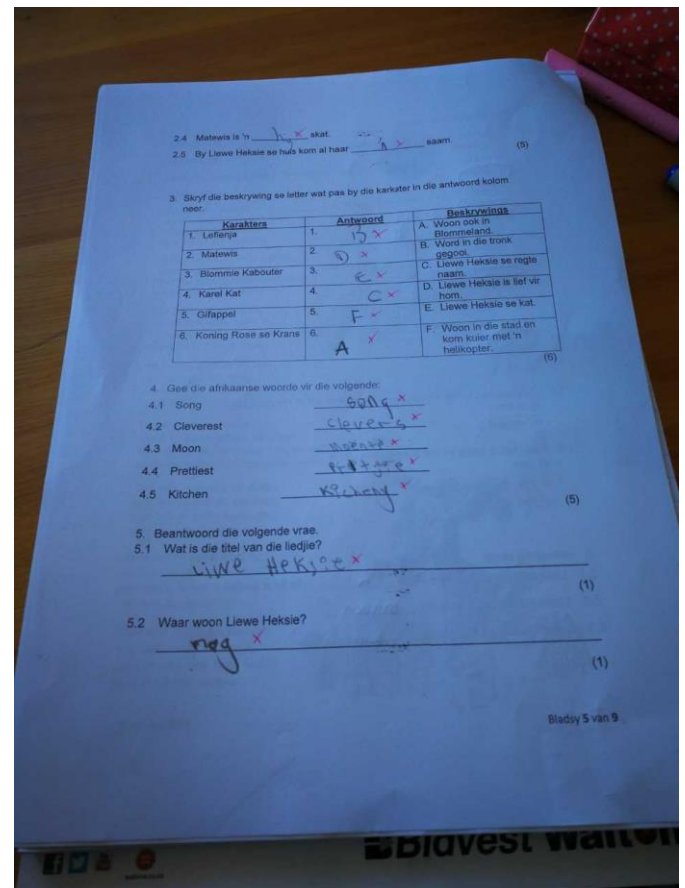 2.4 Matewis is 'n ________ skat.
2.5 By Liewe Heksie se huis kom al haar ________ saam. (5)
3. Skryf die beskrywing se letter wat pas by die karkater in die antwoord kolom
neer.
Karakters Antwoord Beskrywings
1. Lefienja 1. B A. Woon ook in
Blommeland.
2. Matewis 2. D B. Word in die tronk
gegooi.
3. Blommie Kabouter 3. E C. Liewe Heksie se regte
naam.
4. Karel Kat 4. C D. Liewe Heksie is lief vir
hom.
5. Gifappel 5. F E. Liewe Heksie se kat.
6. Koning Rose se Krans 6. A F. Woon in die stad en
kom kuier met 'n
helikopter.
(6)
4. Gee die afrikaanse woorde vir die volgende:
4.1 Song song
4.2 Cleverest clevers
4.3 Moon
4.4 Prettiest
4.5 Kitchen kicheny
(5)
5. Beantwoord die volgende vrae.
5.1 Wat is die titel van die liedjie?
Liwe Heksie
(1)
5.2 Waar woon Liewe Heksie?
nog
(1)
Bladsy 5 van 9
Bidvest Walton